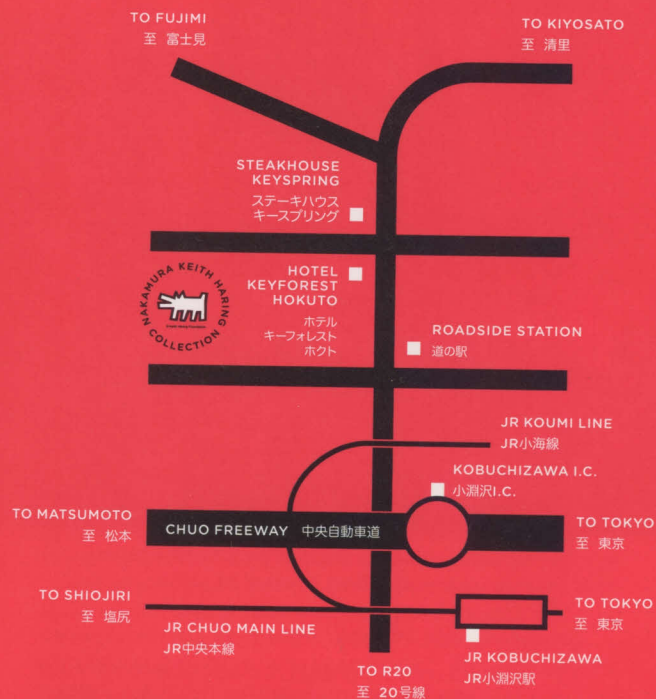 TO FUJIMI
至 富士見
TO KIYOSATO
至 清里
STEAKHOUSE
KEYSPRING
ステーキハウス
キースプリング
NAKAMURA KEITH HARING
COLLECTION
HOTEL
KEYFOREST
HOKUTO
ホテル
キーフォレスト
ホクト
ROADSIDE STATION
道の駅
JR KOUMI LINE
JR小海線
KOBUCHIZAWA I.C.
小淵沢I.C.
TO MATSUMOTO
至 松本
CHUO FREEWAY 中央自動車道
TO TOKYO
至 東京
TO SHIOJIRI
至 塩尻
JR CHUO MAIN LINE
JR中央本線
TO TOKYO
至 東京
JR KOBUCHIZAWA
JR小淵沢駅
TO R20
至 20号線